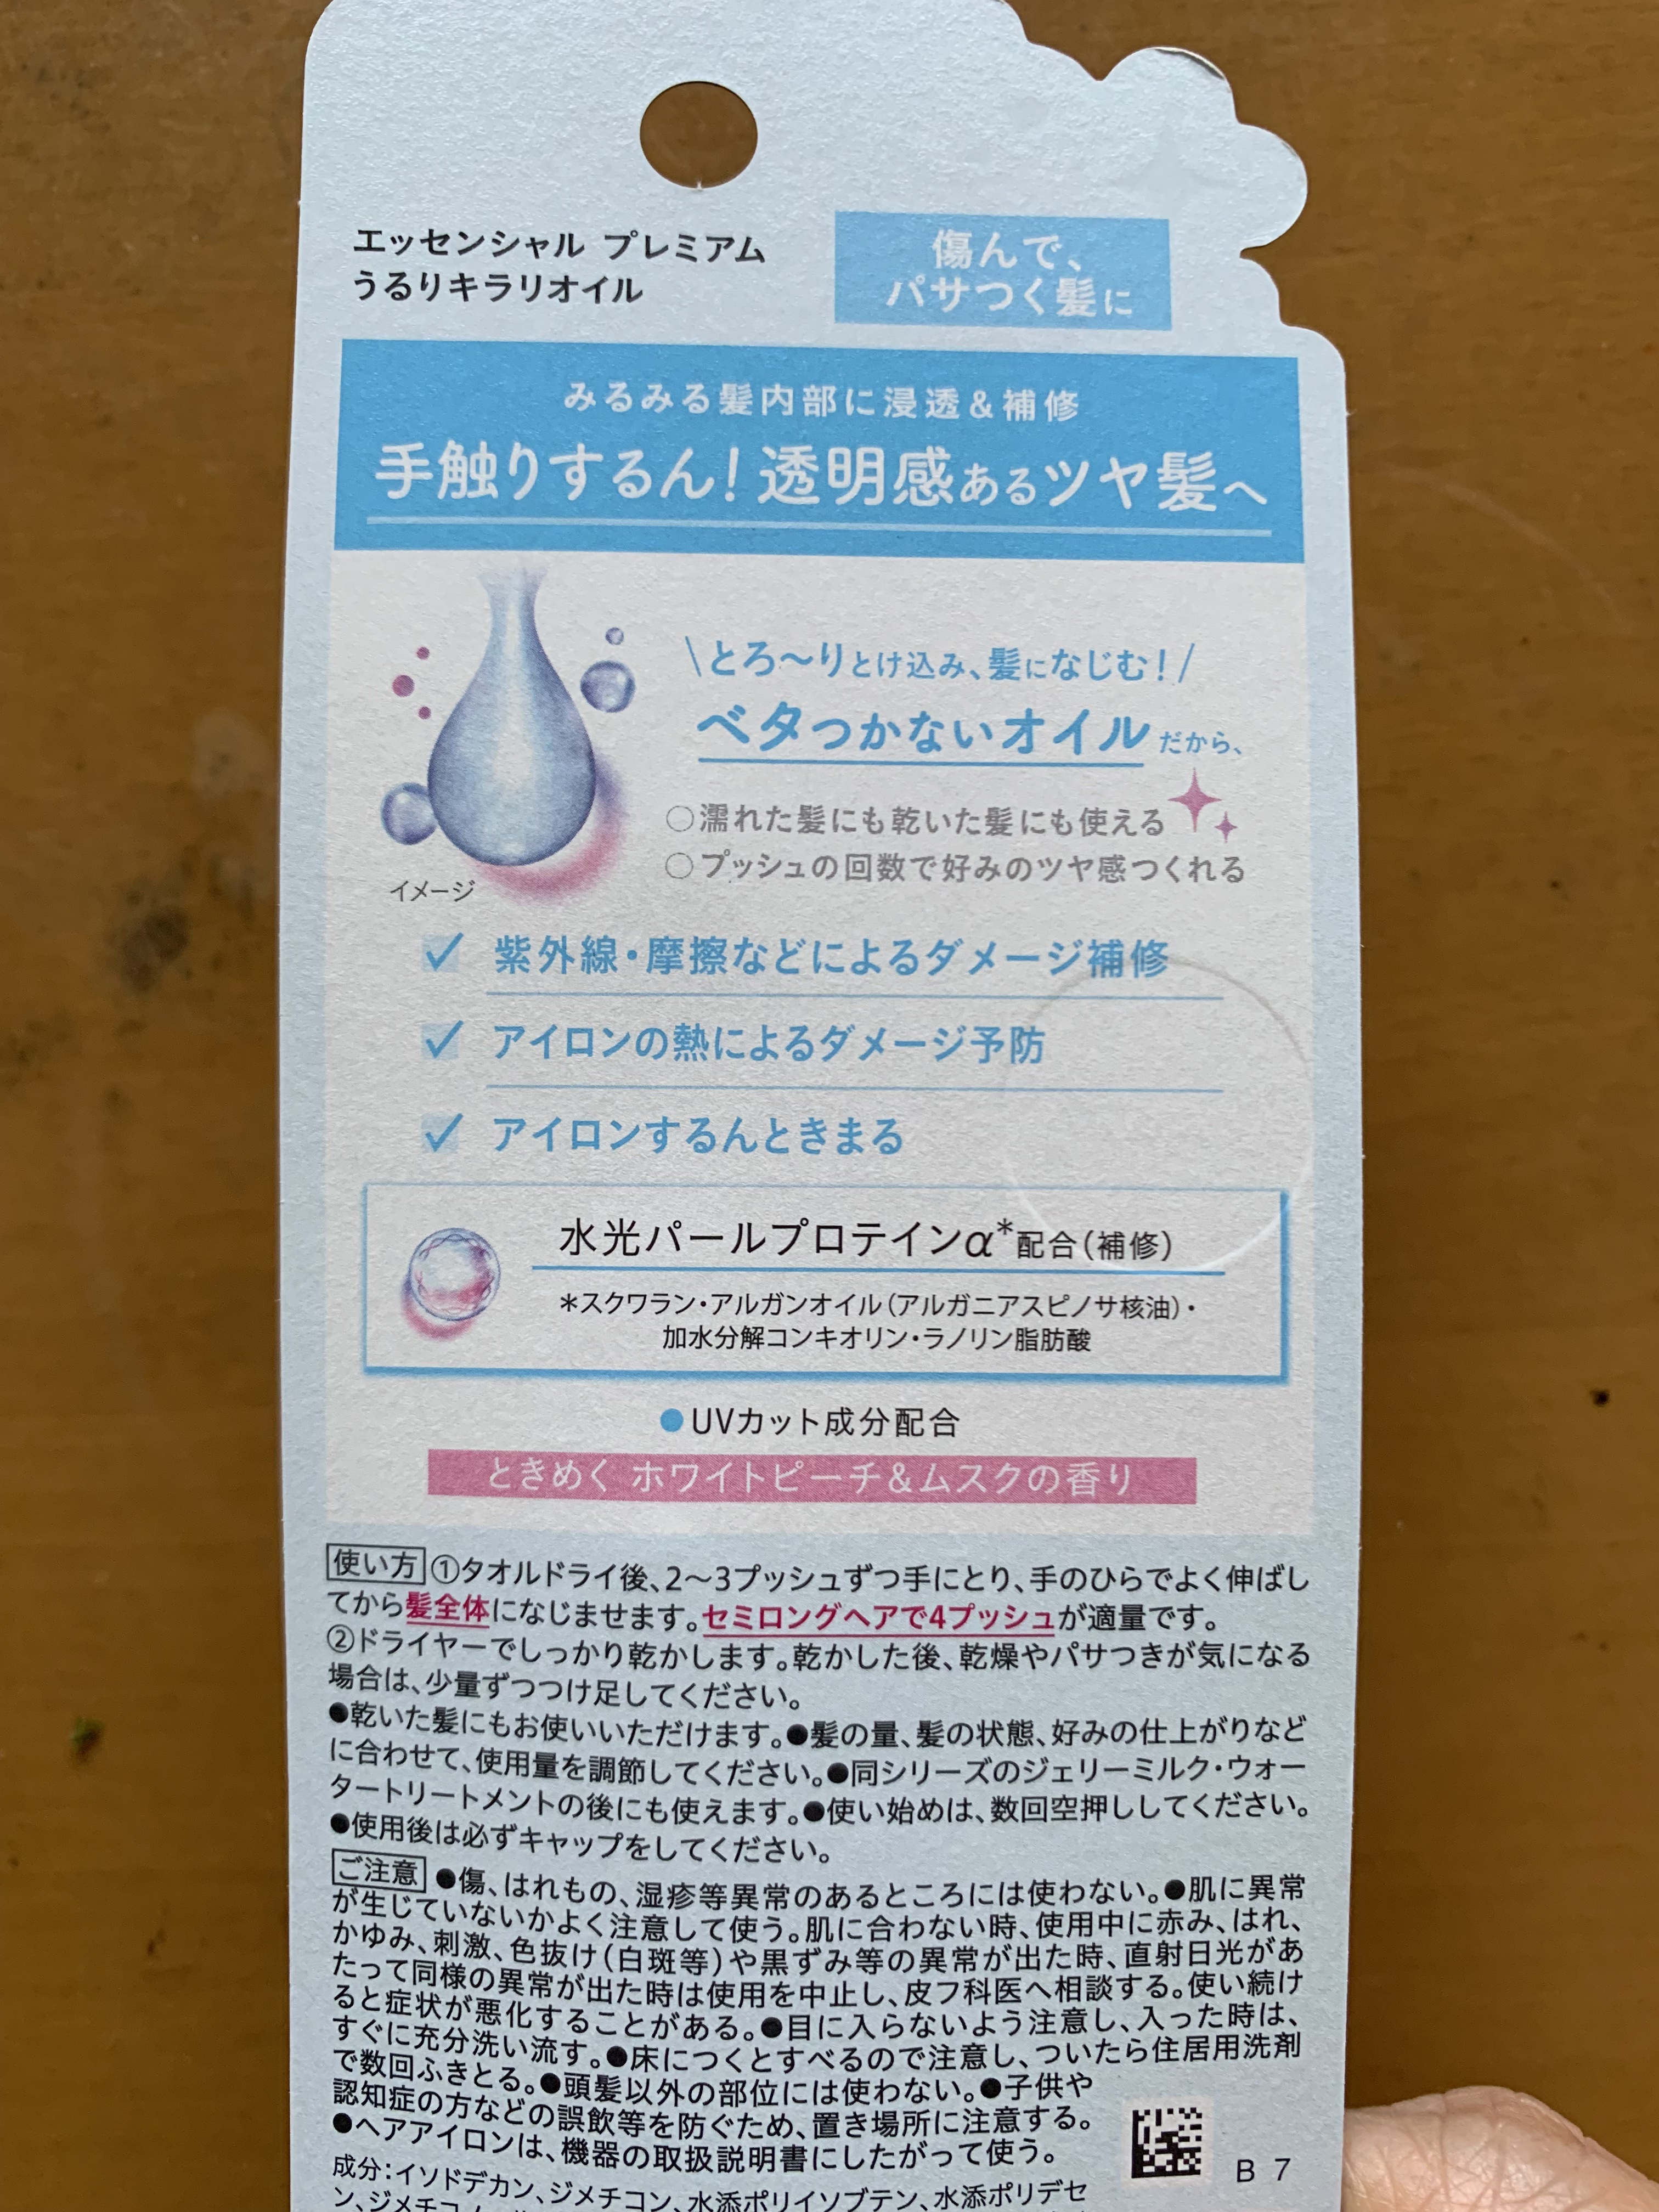 エッセンシャル プレミアム
うるりキラリオイル
傷んで、
パサつく髪に
みるみる髪内部に浸透&補修
手触りするん!透明感あるツヤ髪へ
\とろ〜りとけ込み、髪になじむ!/
ベタつかないオイルだから、
○濡れた髪にも乾いた髪にも使える
○プッシュの回数で好みのツヤ感つくれる
イメージ
✓ 紫外線・摩擦などによるダメージ補修
✓ アイロンの熱によるダメージ予防
✓ アイロンするんときまる
水光パールプロテインα*配合(補修)
*スクワラン・アルガンオイル(アルガニアスピノサ核油)・
加水分解コンキオリン・ラノリン脂肪酸
●UVカット成分配合
ときめく ホワイトピーチ&ムスクの香り
使い方 ①タオルドライ後、2〜3プッシュずつ手にとり、手のひらでよく伸ばし
てから髪全体になじませます。セミロングヘアで4プッシュが適量です。
②ドライヤーでしっかり乾かします。乾かした後、乾燥やパサつきが気になる
場合は、少量ずつつけ足してください。
●乾いた髪にもお使いいただけます。●髪の量、髪の状態、好みの仕上がりなど
に合わせて、使用量を調節してください。●同シリーズのジェリーミルク・ウォー
タートリートメントの後にも使えます。●使い始めは、数回空押ししてください。
●使用後は必ずキャップをしてください。
ご注意 ●傷、はれもの、湿疹等異常のあるところには使わない。●肌に異常
が生じていないかよく注意して使う。肌に合わない時、使用中に赤み、はれ、
かゆみ、刺激、色抜け(白斑等)や黒ずみ等の異常が出た時、直射日光があ
たって同様の異常が出た時は使用を中止し、皮フ科医へ相談する。使い続け
ると症状が悪化することがある。●目に入らないよう注意し、入った時は、
すぐに充分洗い流す。●床につくとすべるので注意し、ついたら住居用洗剤
で数回ふきとる。●頭髪以外の部位には使わない。●子供や
認知症の方などの誤飲等を防ぐため、置き場所に注意する。
●ヘアアイロンは、機器の取扱説明書にしたがって使う。
B 7
成分:イソドデカン、ジメチコン、水添ポリイソブテン、水添ポリデセ